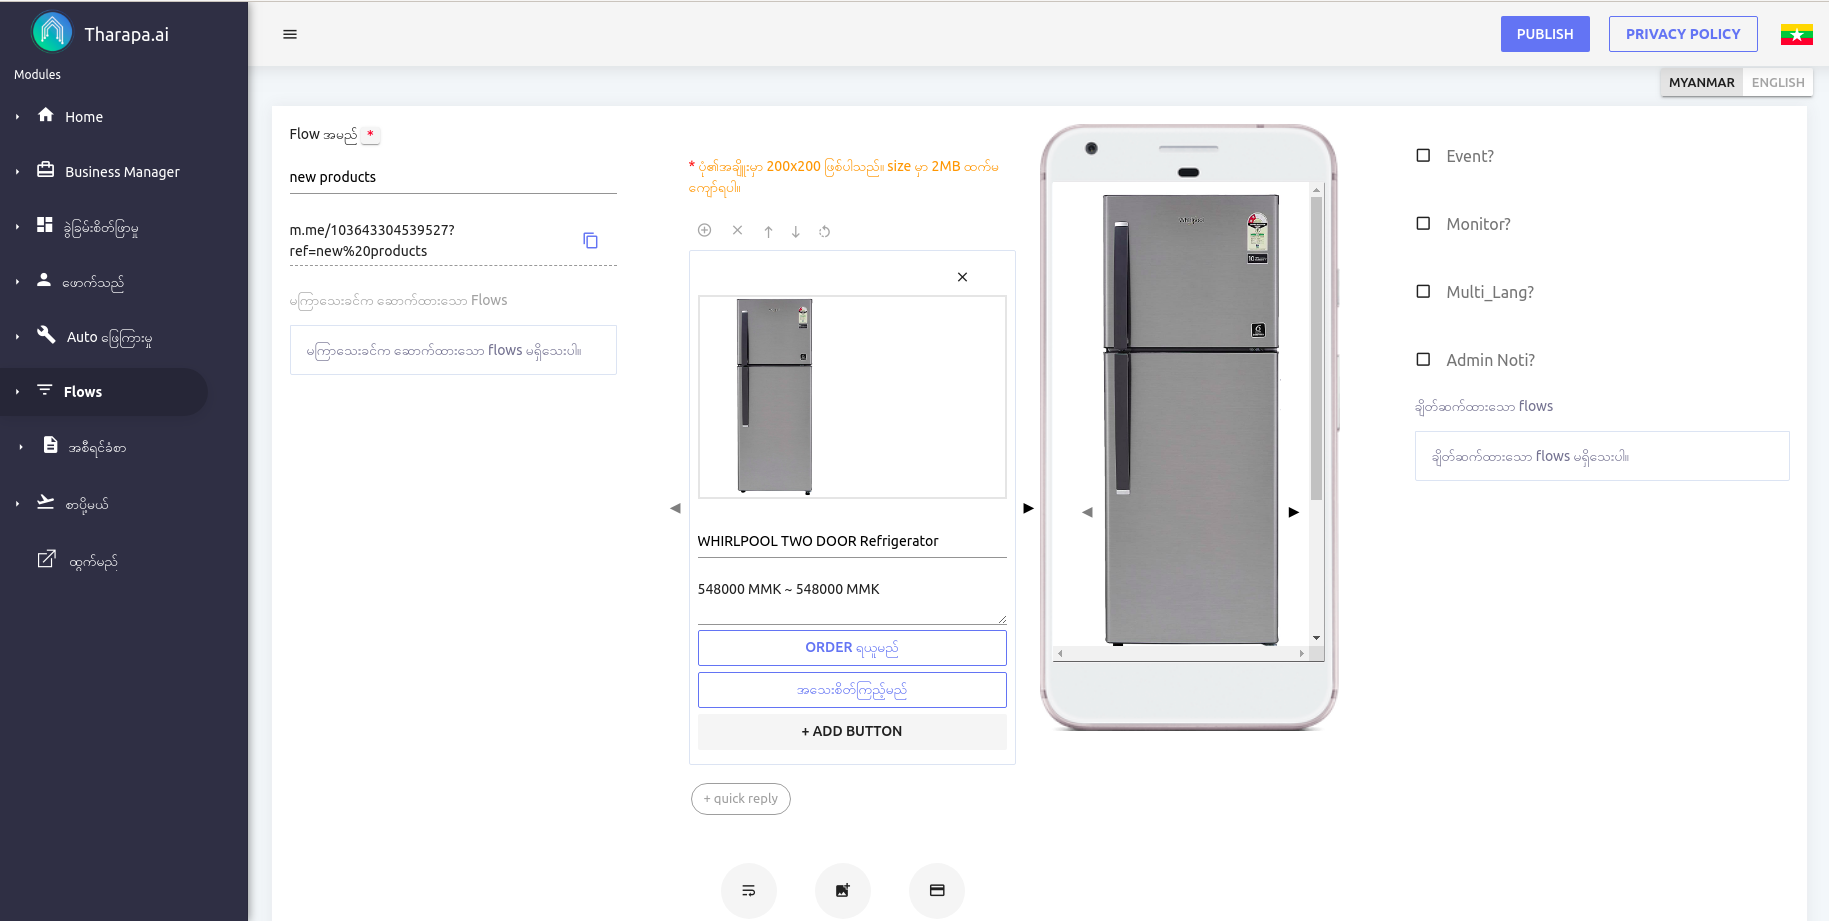 Tharapa.ai
Modules
Home
Business Manager
ခွဲခြမ်းစိတ်ဖြာမှု
ဖောက်သည်
Auto ဖြေကြားမှု
Flows
အစီရင်ခံစာ
စာပို့မယ်
ထွက်မည်
PUBLISH
PRIVACY POLICY
MYANMAR
ENGLISH
Flow အမည် *
new products
m.me/103643304539527?
ref=new%20products
မကြာသေးခင်က ဆောက်ထားသော Flows
မကြာသေးခင်က ဆောက်ထားသော flows မရှိသေးပါ။
* ပုံ၏အချိုးမှာ 200x200 ဖြစ်ပါသည်။ size မှာ 2MB ထက်မ
ကျော်ရပါ။
WHIRLPOOL TWO DOOR Refrigerator
548000 MMK ~ 548000 MMK
ORDER ရယူမည်
အသေးစိတ်ကြည့်မည်
+ ADD BUTTON
+ quick reply
Whirlpool
Event?
Monitor?
Multi_Lang?
Admin Noti?
ချိတ်ဆက်ထားသော flows
ချိတ်ဆက်ထားသော flows မရှိသေးပါ။